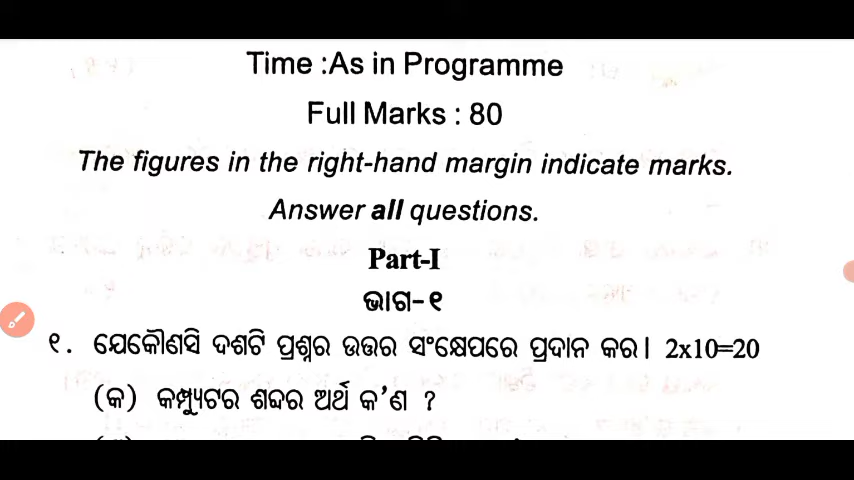 Time :As in Programme
Full Marks : 80
The figures in the right-hand margin indicate marks.
Answer all questions.
Part-I
ଭାଗ-୧
୧. ଯେକୌଣସି ଦଶଟି ପ୍ରଶ୍ନର ଉତ୍ତର ସଂକ୍ଷେପରେ ପ୍ରଦାନ କର। 2x10=20
(କ) କମ୍ପ୍ୟୁଟର ଶବ୍ଦର ଅର୍ଥ କ'ଣ ?